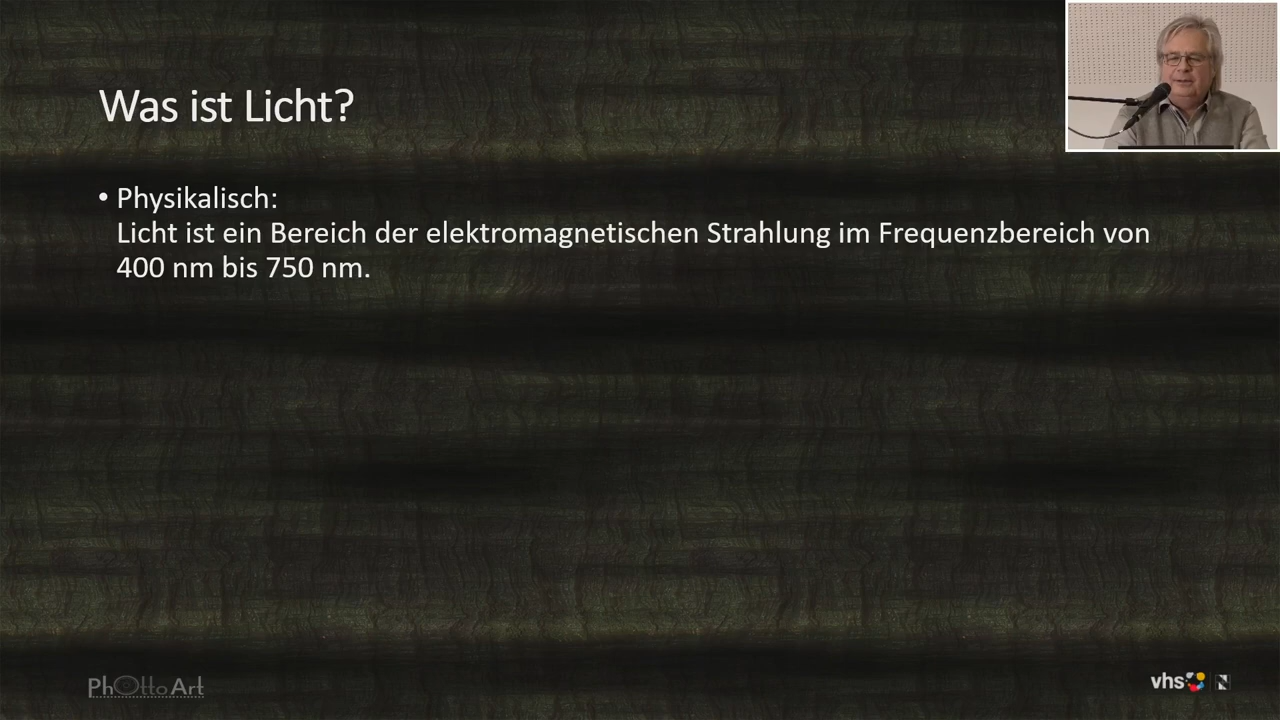 Was ist Licht?
• Physikalisch:
Licht ist ein Bereich der elektromagnetischen Strahlung im Frequenzbereich von
400 nm bis 750 nm.
PhOttoArt
vhs